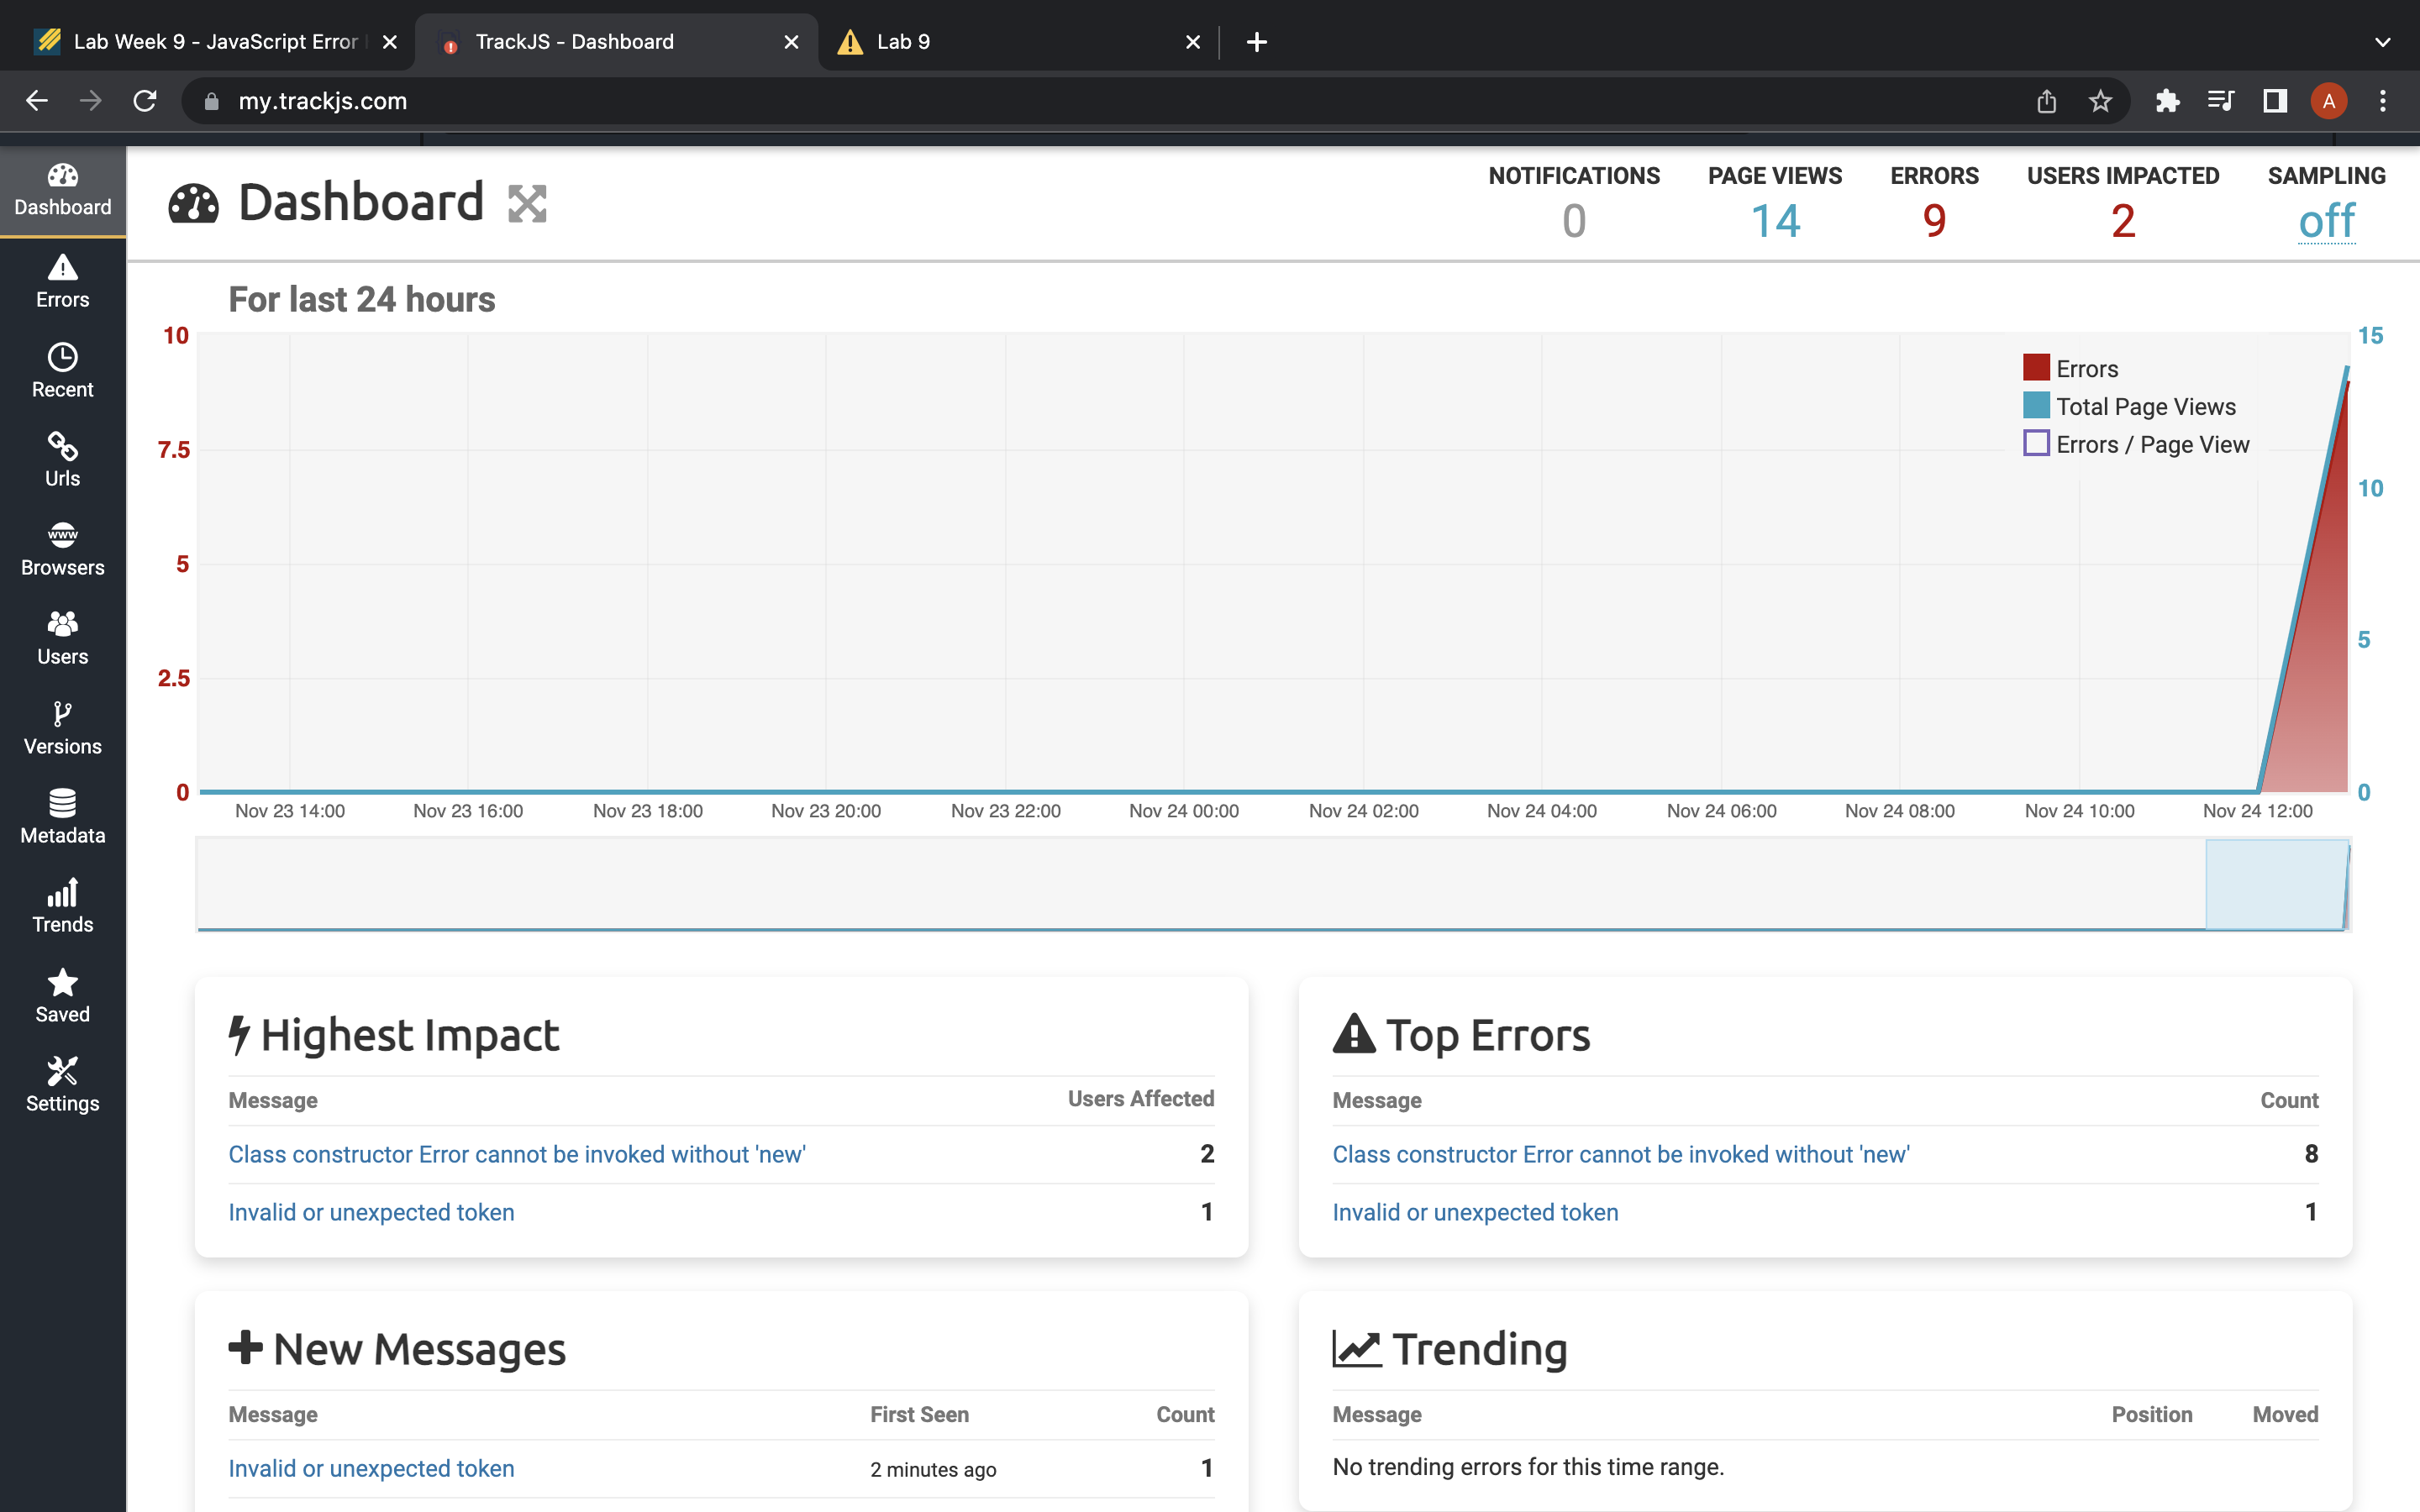 Lab Week 9 - JavaScript Error
TrackJS - Dashboard
Lab 9
my.trackjs.com
A
Dashboard
Errors
Recent
Urls
www
Browsers
Users
Versions
Metadata
Trends
Saved
Settings
Dashboard
NOTIFICATIONS
0
PAGE VIEWS
14
ERRORS
9
USERS IMPACTED
2
SAMPLING
off
For last 24 hours
10
7.5
5
2.5
0
15
10
5
0
Errors
Total Page Views
Errors / Page View
Nov 23 14:00
Nov 23 16:00
Nov 23 18:00
Nov 23 20:00
Nov 23 22:00
Nov 24 00:00
Nov 24 02:00
Nov 24 04:00
Nov 24 06:00
Nov 24 08:00
Nov 24 10:00
Nov 24 12:00
Highest Impact
Message Users Affected
Class constructor Error cannot be invoked without 'new' 2
Invalid or unexpected token 1
Top Errors
Message Count
Class constructor Error cannot be invoked without 'new' 8
Invalid or unexpected token 1
New Messages
Message First Seen Count
Invalid or unexpected token 2 minutes ago 1
Trending
Message Position Moved
No trending errors for this time range.